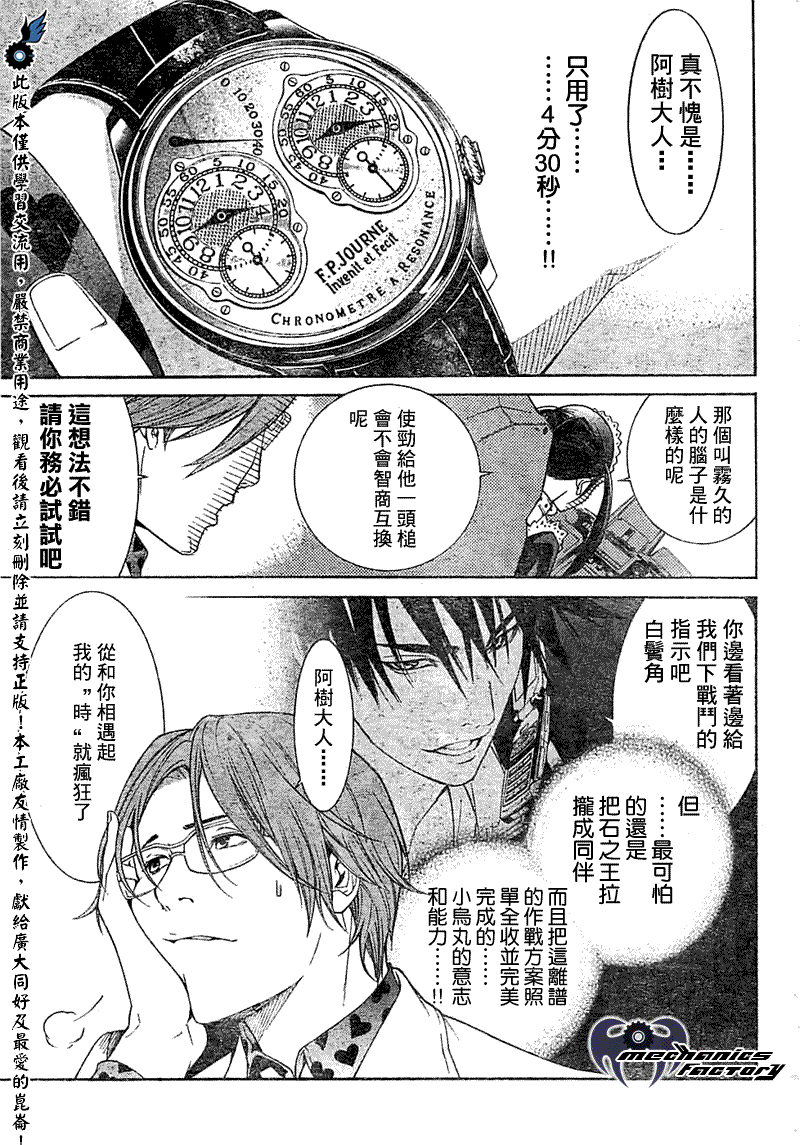 真不愧是……
阿樹大人…
只用了……
……4分30秒……!!
0 10 20 30 40
F.P.JOURNE
Invenit et Fecit
CHRONOMETRE A RESONANCE
那個叫霧久的
人的腦子是什
麼樣的呢
使勁給他一頭槌
會不會智商互換
呢
這想法不錯
請你務必試試吧
你邊看著邊給
我們下戰鬥的
指示吧
白鬢角
但
……最可怕
的還是
把石之王拉
攏成同伴
而且把這離譜
的作戰方案照
單全收並完美
完成的……
小烏丸的意志
和能力……!!
阿樹大人……
從和你相遇起
我的”時“就瘋狂了
此版本僅供學習交流用，嚴禁商業用途，觀看後請立刻刪除並請支持正版！本工廠友情製作，獻給廣大同好及最愛的崑崙！
Mechanics
Factory